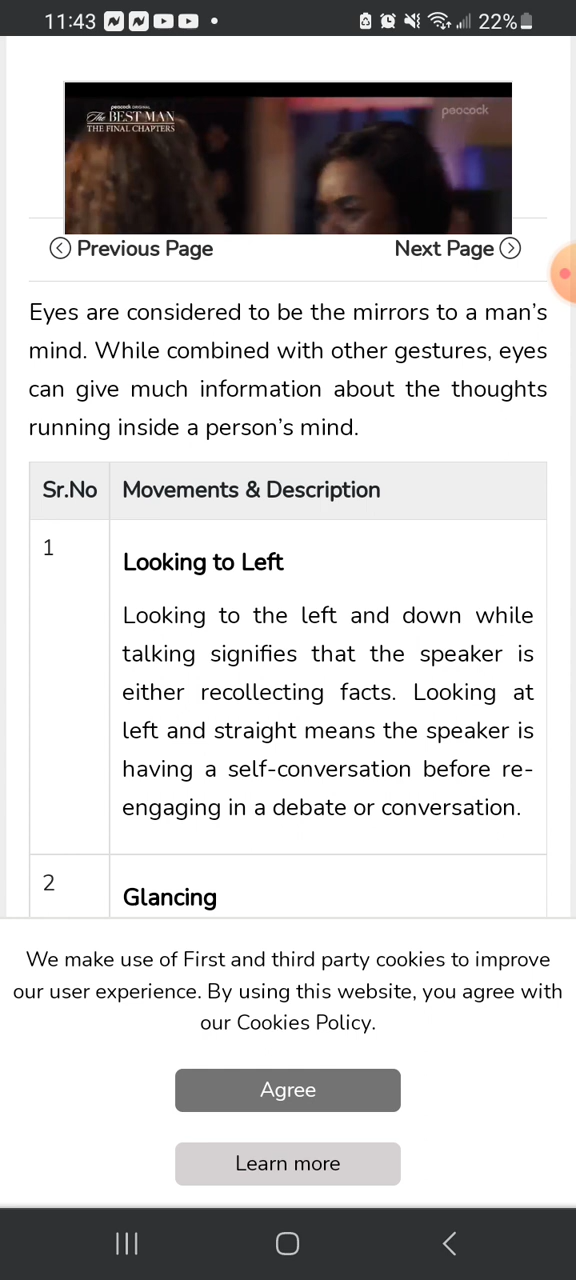 11:43
22%
peacock ORIGINAL
The BEST MAN
THE FINAL CHAPTERS
peacock
Previous Page
Next Page
Eyes are considered to be the mirrors to a man’s
mind. While combined with other gestures, eyes
can give much information about the thoughts
running inside a person’s mind.
Sr.No Movements & Description
1
Looking to Left
Looking to the left and down while
talking signifies that the speaker is
either recollecting facts. Looking at
left and straight means the speaker is
having a self-conversation before re-
engaging in a debate or conversation.
2
Glancing
We make use of First and third party cookies to improve
our user experience. By using this website, you agree with
our Cookies Policy.
Agree
Learn more